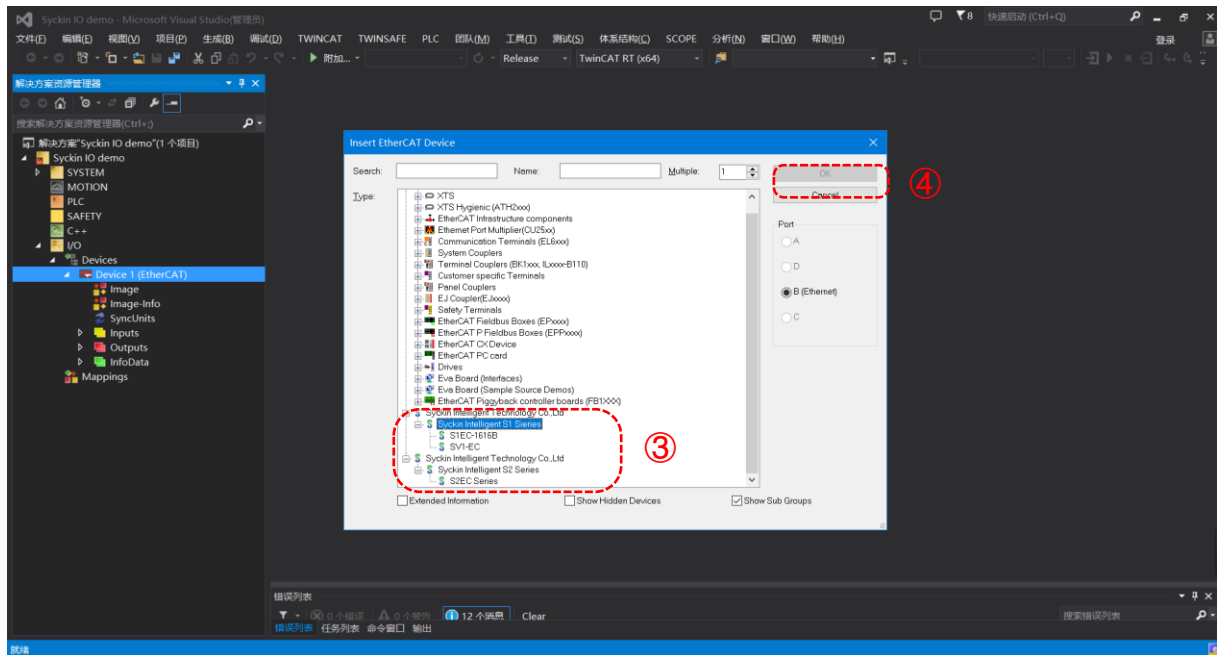 Syckin IO demo - Microsoft Visual Studio(管理员)
8 快速启动 (Ctrl+Q)
文件(F) 编辑(E) 视图(V) 项目(P) 生成(B) 调试(D) TWINCAT TWINSAFE PLC 团队(M) 工具(T) 测试(S) 体系结构(C) SCOPE 分析(N) 窗口(W) 帮助(H) 登录
附加... Release TwinCAT RT (x64)
解决方案资源管理器
搜索解决方案资源管理器(Ctrl+;)
解决方案"Syckin IO demo"(1 个项目)
Syckin IO demo
SYSTEM
MOTION
PLC
SAFETY
C++
I/O
Devices
Device 1 (EtherCAT)
Image
Image-Info
SyncUnits
Inputs
Outputs
InfoData
Mappings
Insert EtherCAT Device
Search: Name: Multiple: 1 OK
Cancel
④
Type:
XTS
XTS Hygienic (ATH2xxx)
EtherCAT Infrastructure components
Ethernet Port Multiplier(CU25xx)
Communication Terminals (EL6xxx)
System Couplers
Terminal Couplers (BK1xxx, ILxxxx-B110)
Customer specific Terminals
Panel Couplers
EJ Coupler(EJxxxx)
Safety Terminals
EtherCAT Fieldbus Boxes (EPxxxx)
EtherCAT P Fieldbus Boxes (EPPxxxx)
EtherCAT CX Device
EtherCAT PC card
Drives
Eva Board (Interfaces)
Eva Board (Sample Source Demos)
EtherCAT Piggyback controller boards (FB1XXX)
Syckin Intelligent Technology Co.,Ltd
Syckin Intelligent S1 Sieries
S1EC-1616B
SV1-EC
Syckin Intelligent Technology Co.,Ltd
Syckin Intelligent S2 Series
S2EC Series
③
Port
A
D
B (Ethernet)
C
Extended Information Show Hidden Devices Show Sub Groups
错误列表
0 个错误 0 个警告 12 个消息 Clear 搜索错误列表
错误列表 任务列表 命令窗口 输出
就绪